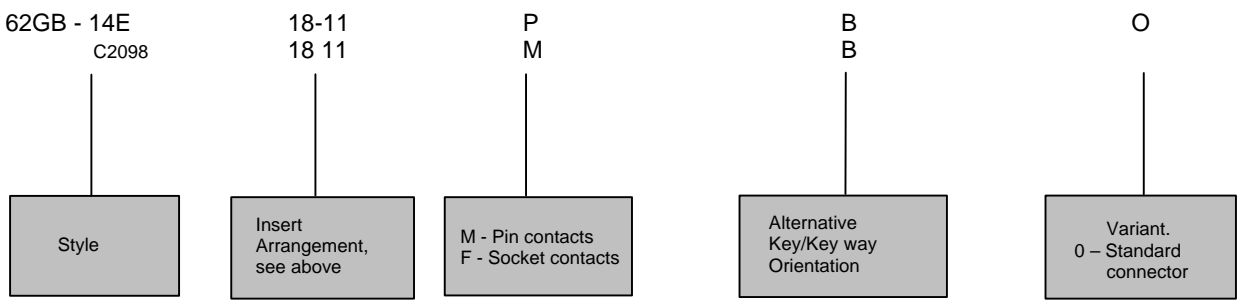 62GB - 14E 18-11 P B O
C2098 18 11 M B
Style
Insert
Arrangement,
see above
M - Pin contacts
F - Socket contacts
Alternative
Key/Key way
Orientation
Variant.
0 – Standard
connector